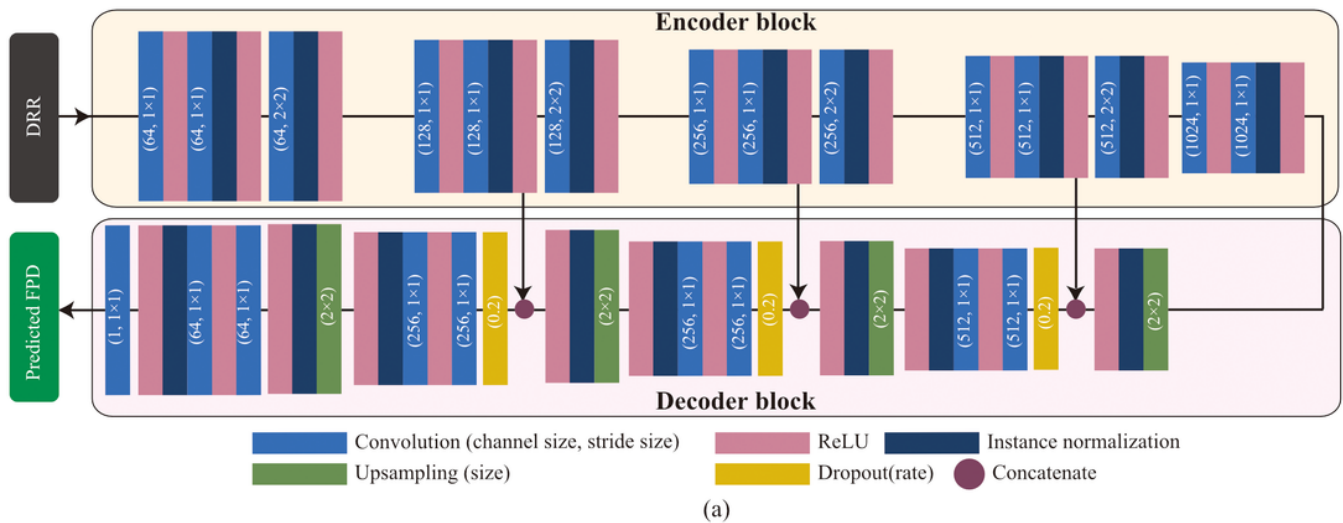 Encoder block
DRR
(64, 1×1)
(64, 1×1)
(64, 2×2)
(128, 1×1)
(128, 1×1)
(128, 2×2)
(256, 1×1)
(256, 1×1)
(256, 2×2)
(512, 1×1)
(512, 1×1)
(512, 2×2)
(1024, 1×1)
(1024, 1×1)
Predicted FPD
(1, 1×1)
(64, 1×1)
(64, 1×1)
(2×2)
(256, 1×1)
(256, 1×1)
(0.2)
(2×2)
(256, 1×1)
(256, 1×1)
(0.2)
(2×2)
(512, 1×1)
(512, 1×1)
(0.2)
(2×2)
Decoder block
Convolution (channel size, stride size)
ReLU
Instance normalization
Upsampling (size)
Dropout(rate)
Concatenate
(a)